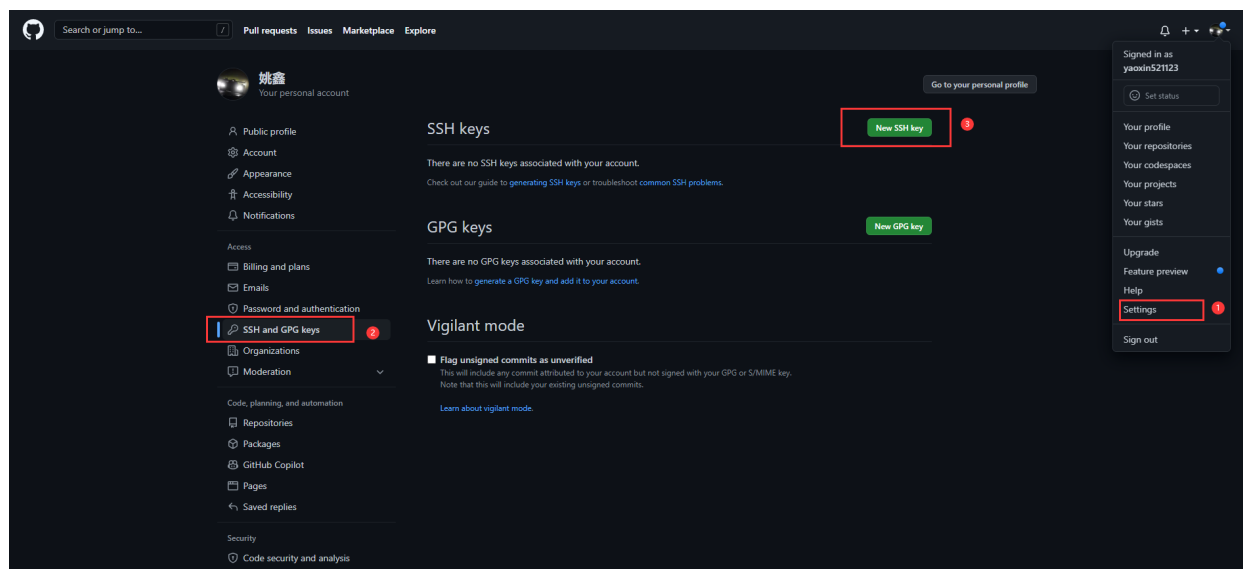 Search or jump to...
/
Pull requests Issues Marketplace Explore
姚鑫
Your personal account
Go to your personal profile
Public profile
Account
Appearance
Accessibility
Notifications
Access
Billing and plans
Emails
Password and authentication
SSH and GPG keys
2
Organizations
Moderation
Code, planning, and automation
Repositories
Packages
GitHub Copilot
Pages
Saved replies
Security
Code security and analysis
SSH keys
New SSH key
3
There are no SSH keys associated with your account.
Check out our guide to generating SSH keys or troubleshoot common SSH problems.
GPG keys
New GPG key
There are no GPG keys associated with your account.
Learn how to generate a GPG key and add it to your account.
Vigilant mode
Flag unsigned commits as unverified
This will include any commit attributed to your account but not signed with your GPG or S/MIME key.
Note that this will include your existing unsigned commits.
Learn about vigilant mode.
Signed in as
yaoxin521123
Set status
Your profile
Your repositories
Your codespaces
Your projects
Your stars
Your gists
Upgrade
Feature preview
Help
Settings
1
Sign out